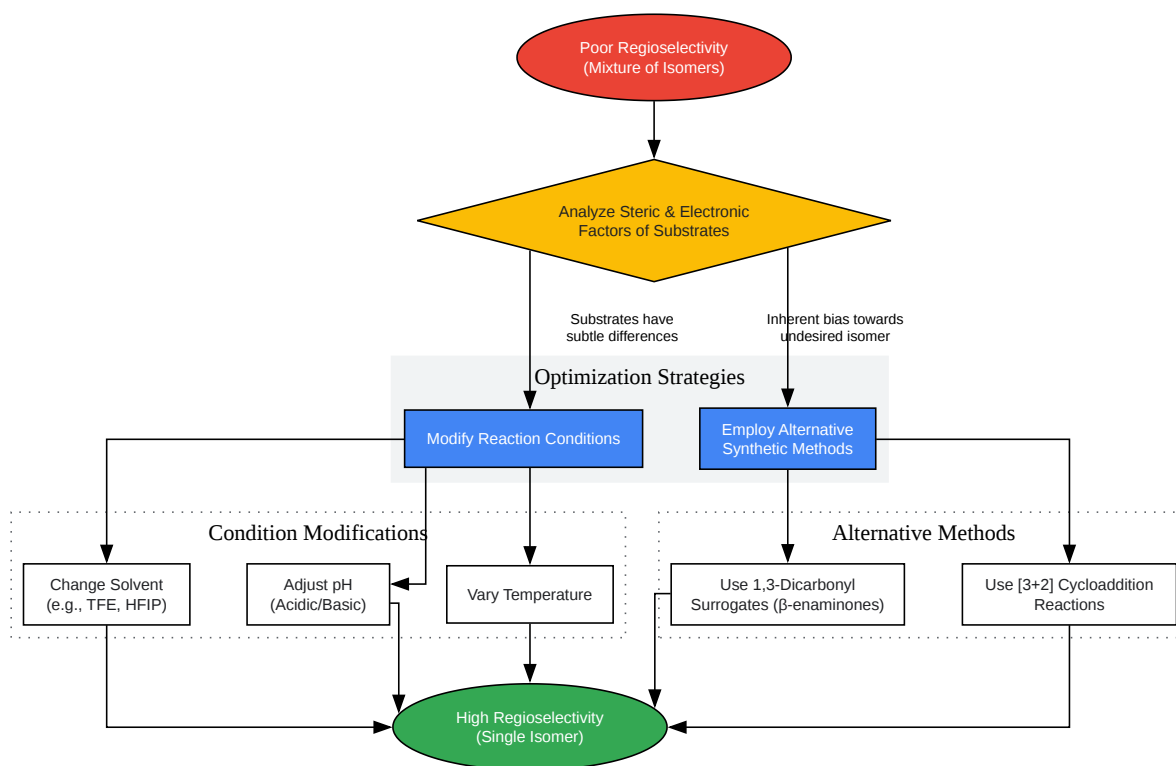 Poor Regioselectivity
(Mixture of Isomers)
Analyze Steric & Electronic
Factors of Substrates
Substrates have
subtle differences
Inherent bias towards
undesired isomer
Optimization Strategies
Modify Reaction Conditions
Employ Alternative
Synthetic Methods
Condition Modifications
Alternative Methods
Change Solvent
(e.g., TFE, HFIP)
Adjust pH
(Acidic/Basic)
Vary Temperature
Use 1,3-Dicarbonyl
Surrogates (β-enaminones)
Use [3+2] Cycloaddition
Reactions
High Regioselectivity
(Single Isomer)